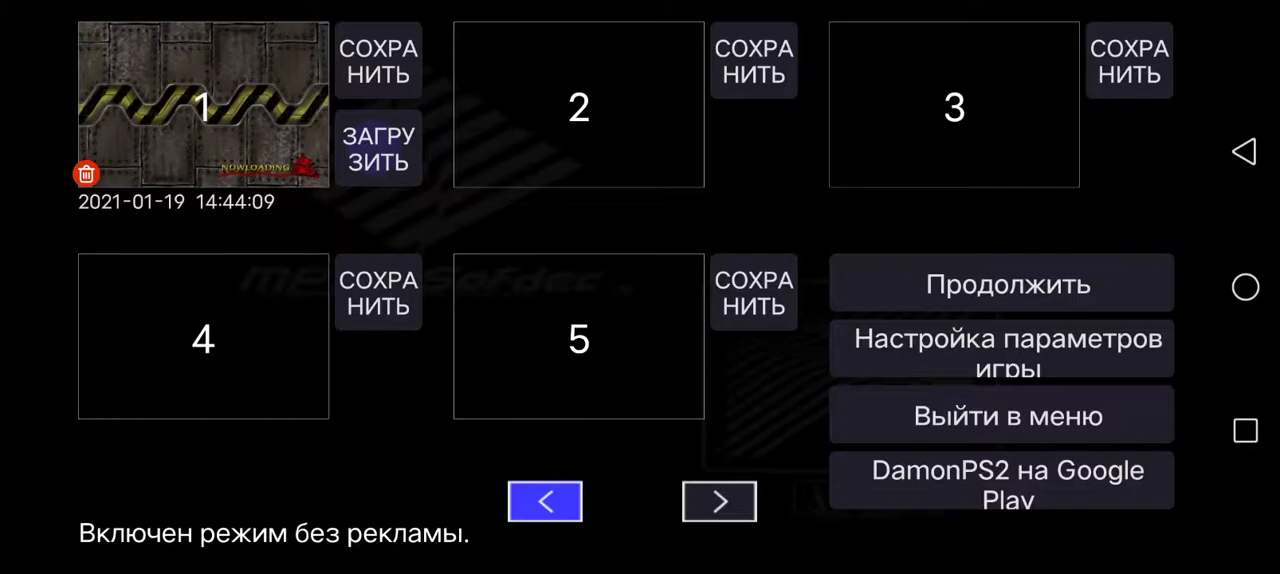 1
СОХРА
НИТЬ
ЗАГРУ
ЗИТЬ
NOWLOADING
2021-01-19 14:44:09
2
СОХРА
НИТЬ
3
СОХРА
НИТЬ
4
СОХРА
НИТЬ
5
СОХРА
НИТЬ
Продолжить
Настройка параметров
игры
Выйти в меню
DamonPS2 на Google
Play
<
>
Включен режим без рекламы.